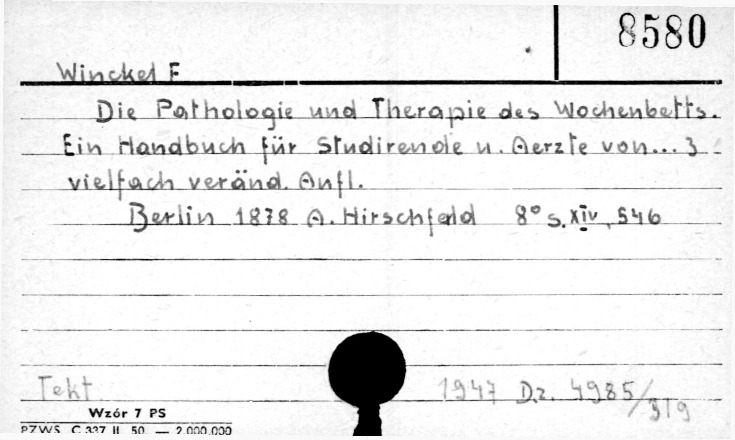 8580
Winckel F
Die Pathologie und Therapie des Wochenbetts.
Ein Handbuch für Studirende u. Aerzte von... 3
vielfach veränd. Aufl.
Berlin 1878 A. Hirschfeld 8° S. XIV, 546
Tekt. 1947 Dz. 4985/319
Wzór 7 PS
PZWS C 337 II 50. — 2.000.000